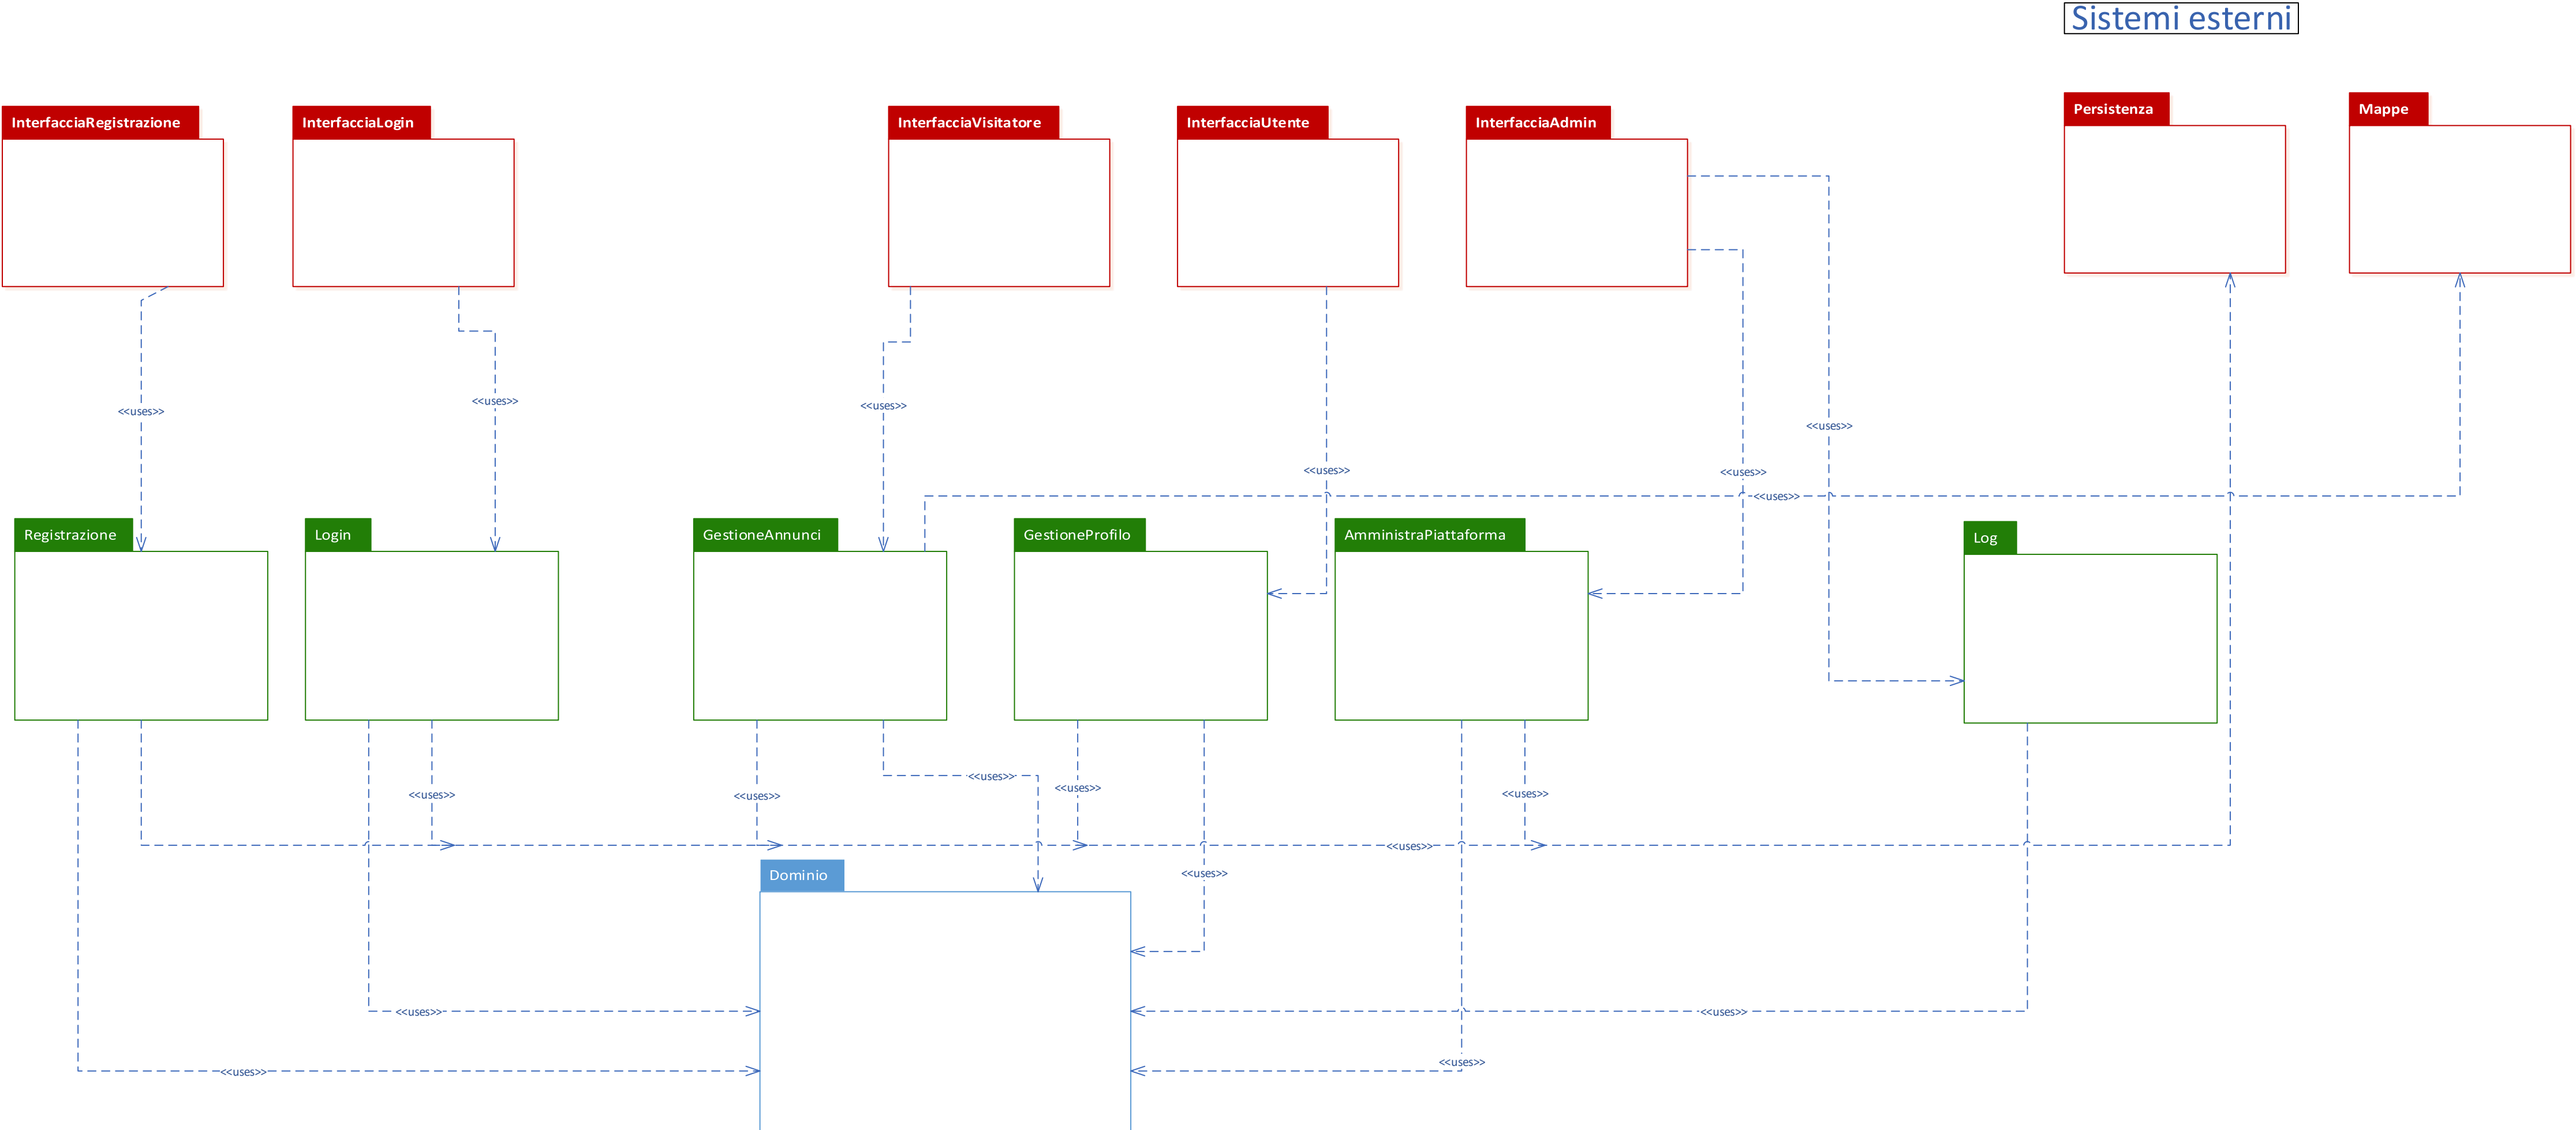 Sistemi esterni
InterfacciaRegistrazione
InterfacciaLogin
InterfacciaVisitatore
InterfacciaUtente
InterfacciaAdmin
Persistenza
Mappe
<<uses>>
<<uses>>
<<uses>>
<<uses>>
<<uses>>
<<uses>>
<<uses>>
Registrazione
Login
GestioneAnnunci
GestioneProfilo
AmministraPiattaforma
Log
<<uses>>
<<uses>>
<<uses>>
<<uses>>
<<uses>>
<<uses>>
Dominio
<<uses>>
<<uses>>
<<uses>>
<<uses>>
<<uses>>